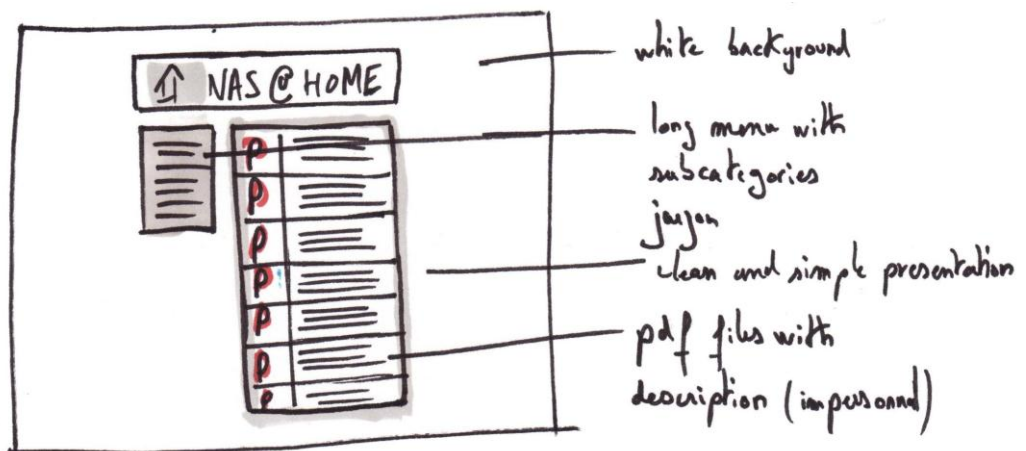 NAS @ HOME
white background
long menu with
subcategories
jargon
clean and simple presentation
pdf files with
description (impersonnal)
P
P
P
P
P
P
P